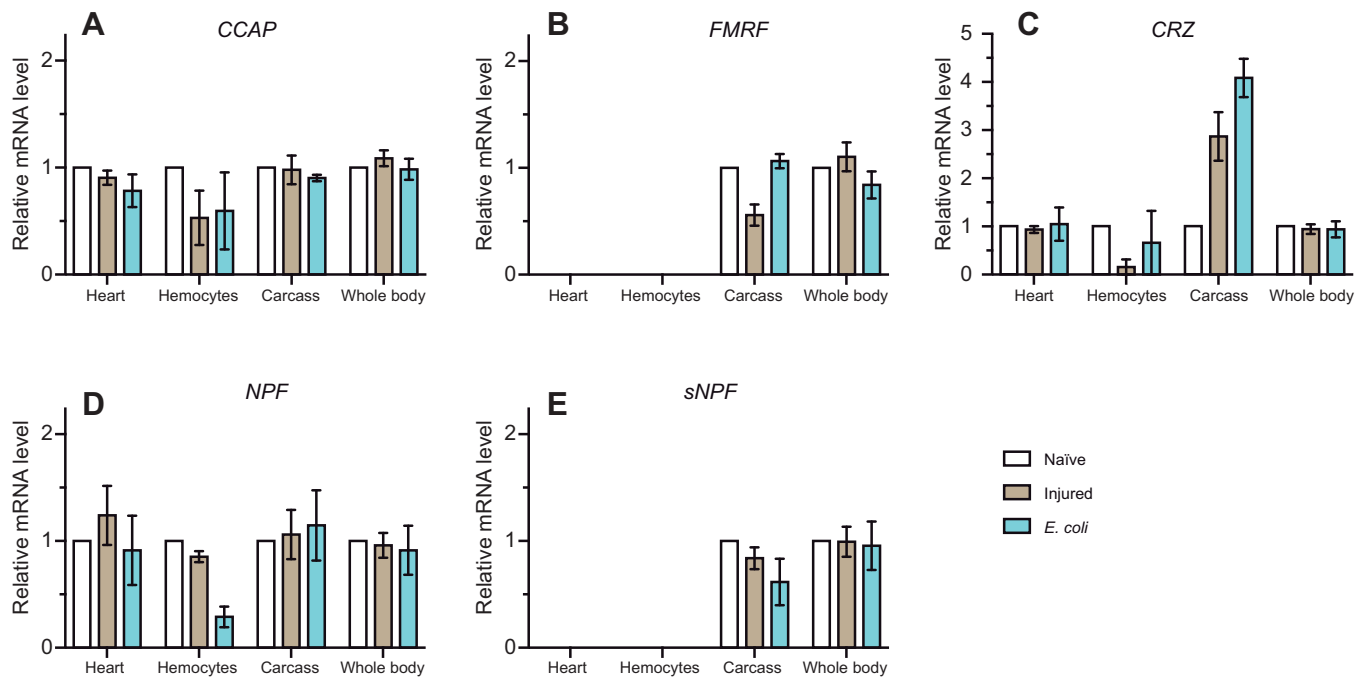 A CCAP
Relative mRNA level
2
1
0
Heart Hemocytes Carcass Whole body
B FMRF
Relative mRNA level
2
1
0
Heart Hemocytes Carcass Whole body
C CRZ
Relative mRNA level
5
4
3
2
1
0
Heart Hemocytes Carcass Whole body
D NPF
Relative mRNA level
2
1
0
Heart Hemocytes Carcass Whole body
E sNPF
Relative mRNA level
2
1
0
Heart Hemocytes Carcass Whole body
Naïve
Injured
E. coli